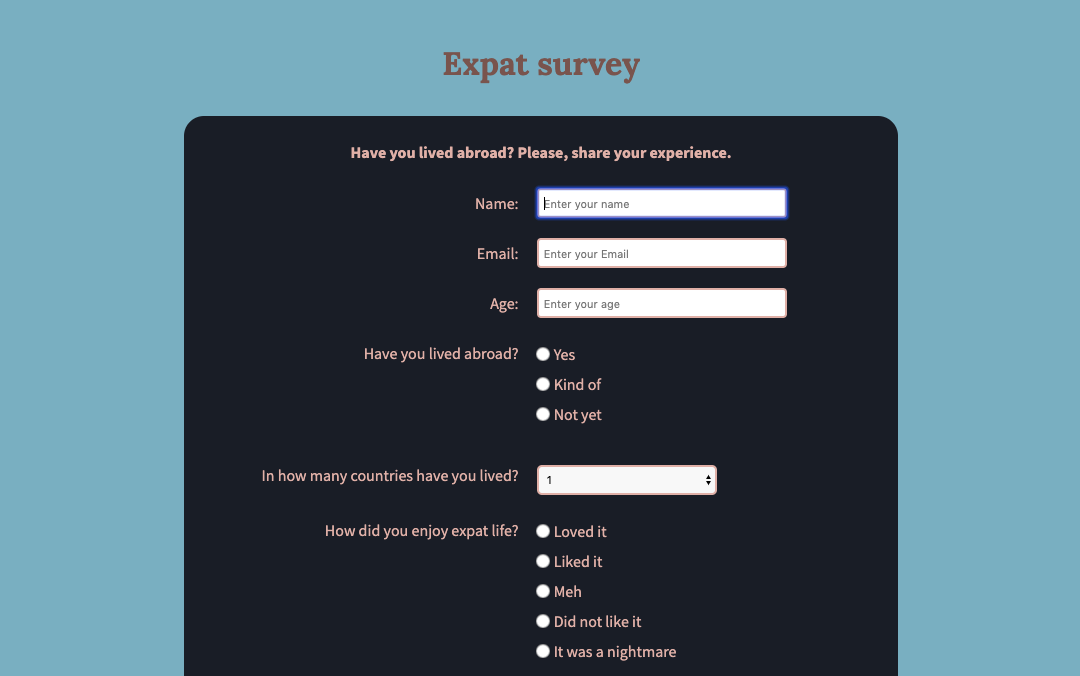 Expat survey
Have you lived abroad? Please, share your experience.
Name: Enter your name
Email: Enter your Email
Age: Enter your age
Have you lived abroad? Yes
Kind of
Not yet
In how many countries have you lived? 1
How did you enjoy expat life? Loved it
Liked it
Meh
Did not like it
It was a nightmare